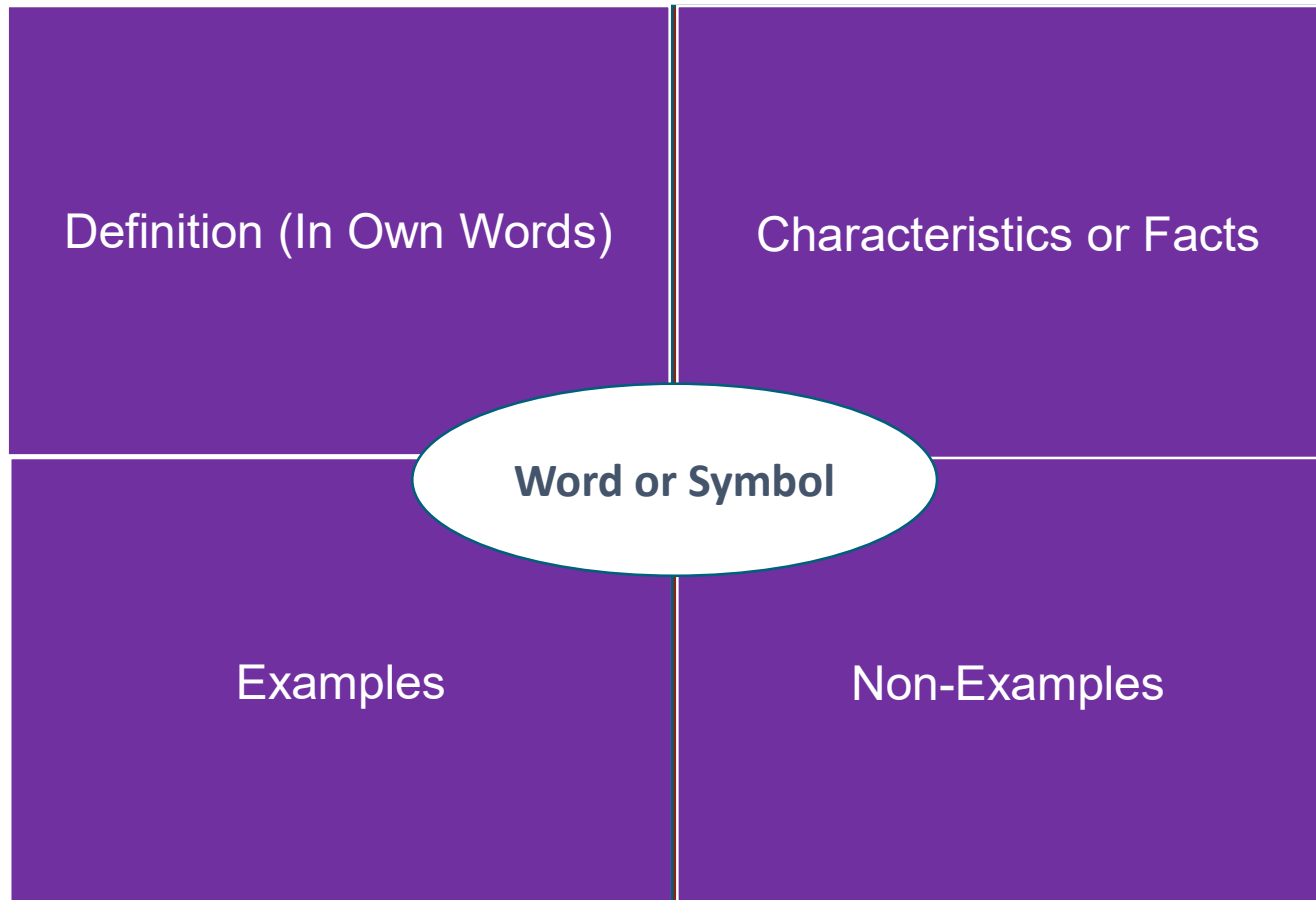 Definition (In Own Words)
Characteristics or Facts
Word or Symbol
Examples
Non-Examples